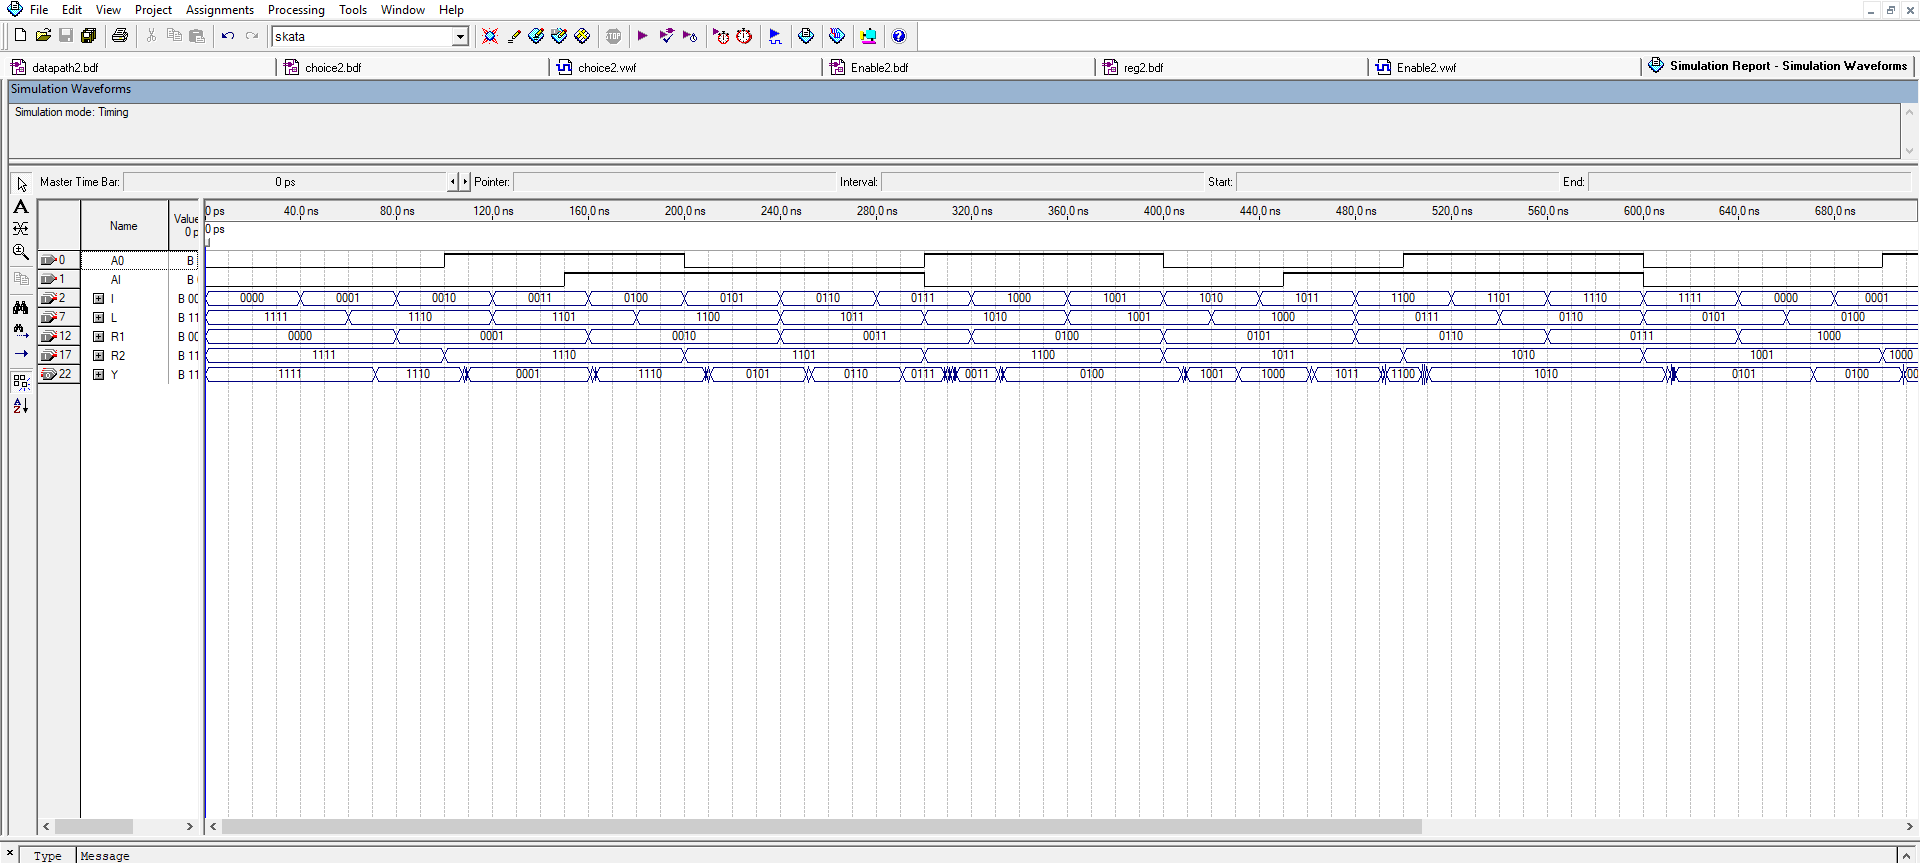 File Edit View Project Assignments Processing Tools Window Help
skata
datapath2.bdf choice2.bdf choice2.vwf Enable2.bdf reg2.bdf Enable2.vwf Simulation Report - Simulation Waveforms
Simulation Waveforms
Simulation mode: Timing
Master Time Bar: 0 ps Pointer: Interval: Start: End:
Name Value 0 ps 40.0 ns 80.0 ns 120.0 ns 160.0 ns 200.0 ns 240.0 ns 280.0 ns 320.0 ns 360.0 ns 400.0 ns 440.0 ns 480.0 ns 520.0 ns 560.0 ns 600.0 ns 640.0 ns 680.0 ns
0 p 0 ps
0 A0 B
1 AI B
2 I B 00 0000 0001 0010 0011 0100 0101 0110 0111 1000 1001 1010 1011 1100 1101 1110 1111 0000 0001
7 L B 11 1111 1110 1101 1100 1011 1010 1001 1000 0111 0110 0101 0100
12 R1 B 00 0000 0001 0010 0011 0100 0101 0110 0111 1000
17 R2 B 11 1111 1110 1101 1100 1011 1010 1001 1000
22 Y B 11 1111 1110 0001 1110 0101 0110 0111 0011 0100 1001 1000 1011 1100 1010 0101 0100 00
Type Message